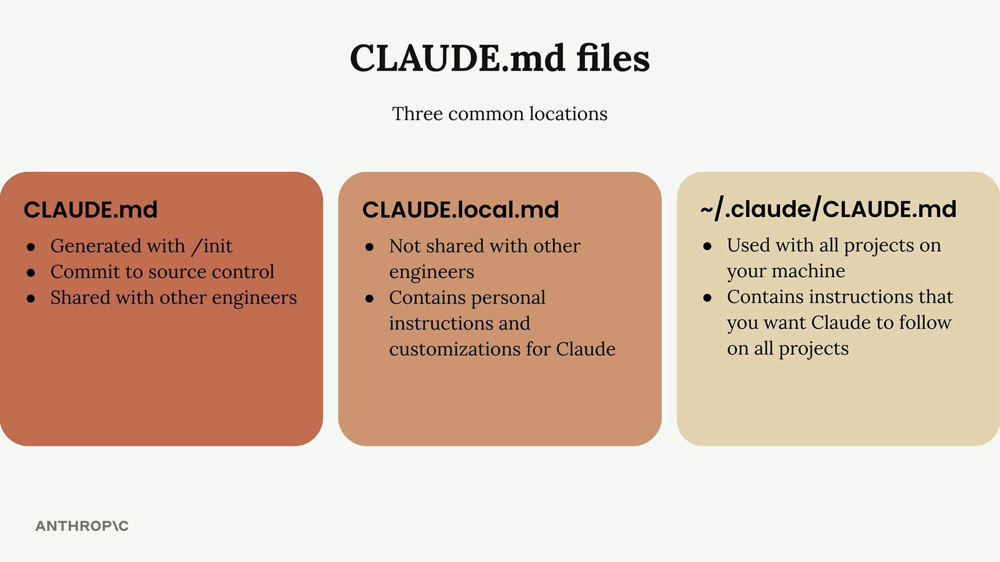 CLAUDE.md files
Three common locations
CLAUDE.md
● Generated with /init
● Commit to source control
● Shared with other engineers
CLAUDE.local.md
● Not shared with other
engineers
● Contains personal
instructions and
customizations for Claude
~/.claude/CLAUDE.md
● Used with all projects on
your machine
● Contains instructions that
you want Claude to follow
on all projects
ANTHROP\C